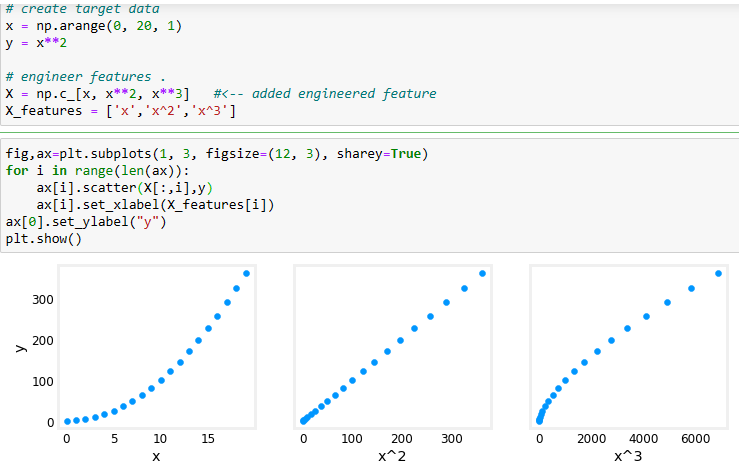 # create target data
x = np.arange(0, 20, 1)
y = x**2
# engineer features .
X = np.c_[x, x**2, x**3]   #<-- added engineered feature
X_features = ['x','x^2','x^3']
fig,ax=plt.subplots(1, 3, figsize=(12, 3), sharey=True)
for i in range(len(ax)):
    ax[i].scatter(X[:,i],y)
    ax[i].set_xlabel(X_features[i])
ax[0].set_ylabel("y")
plt.show()
300
200
100
0
y
0 5 10 15
x
0 100 200 300
x^2
0 2000 4000 6000
x^3